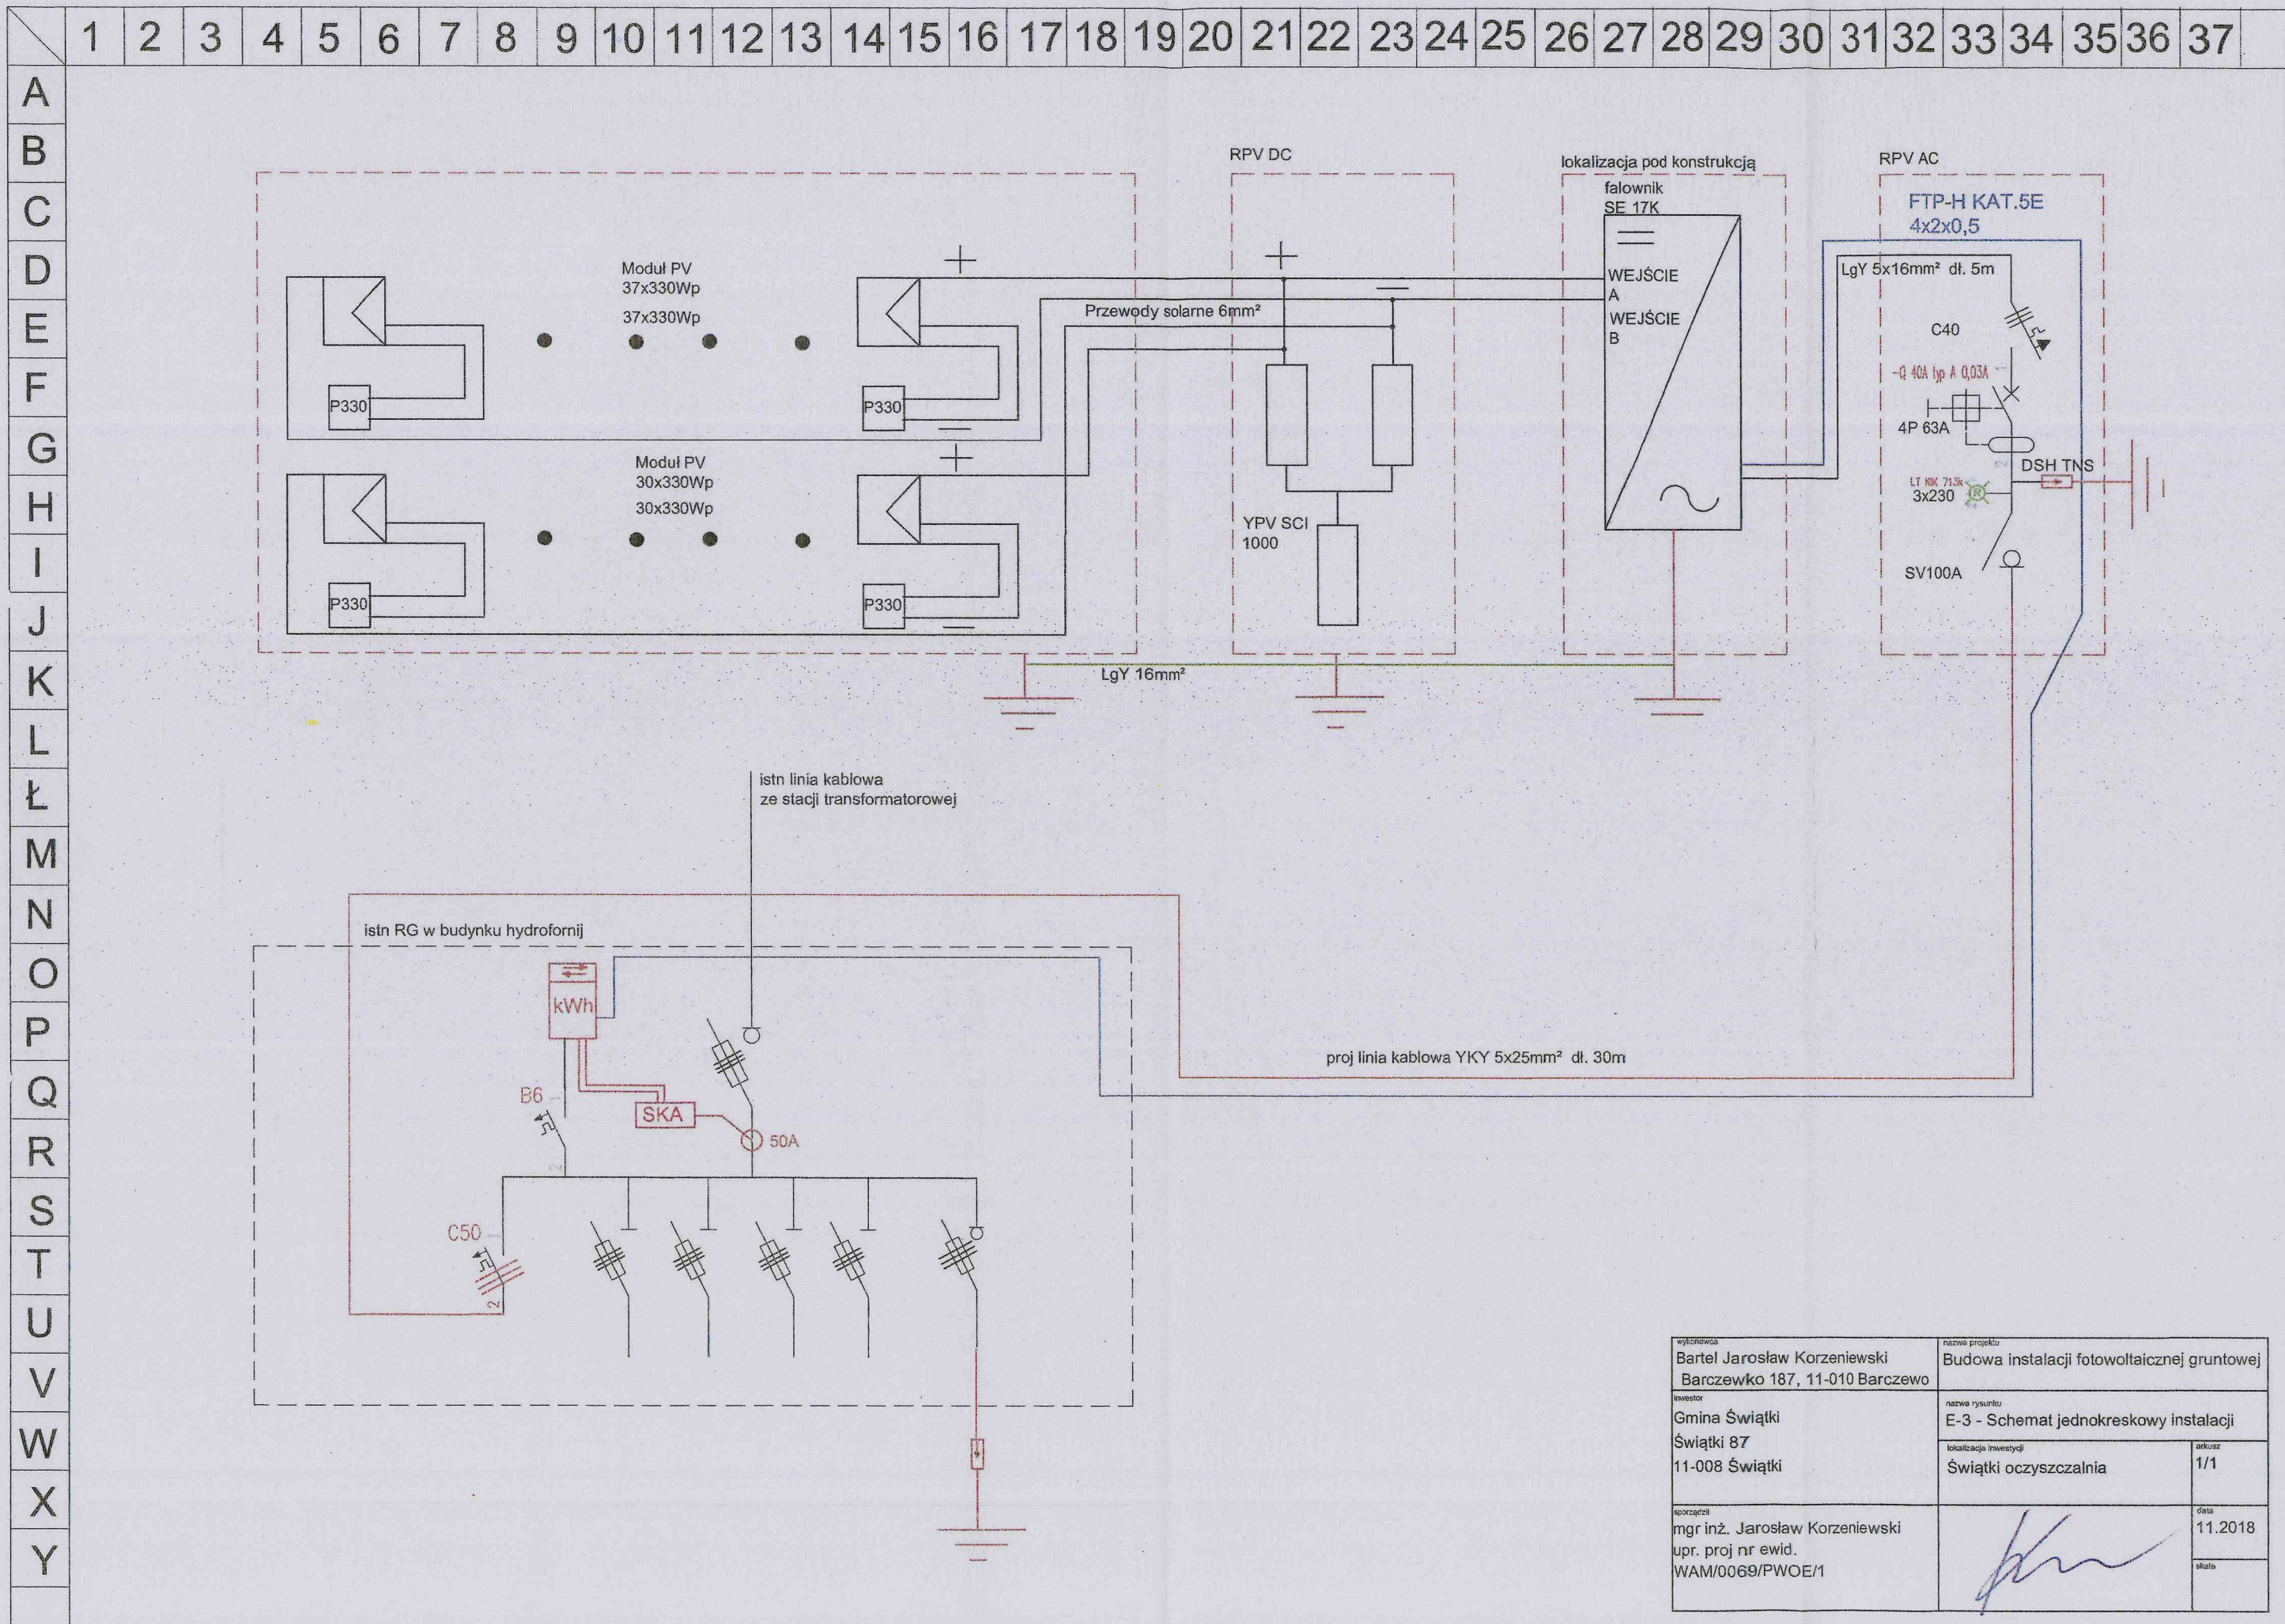 1 2 3 4 5 6 7 8 9 10 11 12 13 14 15 16 17 18 19 20 21 22 23 24 25 26 27 28 29 30 31 32 33 34 35 36 37
A
B
C
D
E
F
G
H
I
J
K
L
Ł
M
N
O
P
Q
R
S
T
U
V
W
X
Y
Moduł PV
37x330Wp
37x330Wp
P330
P330
Moduł PV
30x330Wp
30x330Wp
P330
P330
Przewody solarne 6mm²
LgY 16mm²
RPV DC
YPV SCI
1000
lokalizacja pod konstrukcją
falownik
SE 17K
WEJŚCIE
A
WEJŚCIE
B
RPV AC
FTP-H KAT.5E
4x2x0,5
LgY 5x16mm² dł. 5m
C40
-Q 40A typ A 0,03A
4P 63A
2
DSH TNS
3x230
R
SV100A
istn linia kablowa
ze stacji transformatorowej
istn RG w budynku hydrofornij
kWh
B6
SKA
50A
2
C50
2
proj linia kablowa YKY 5x25mm² dł. 30m
wykonawca
Bartel Jarosław Korzeniewski
Barczewko 187, 11-010 Barczewo
nazwa projektu
Budowa instalacji fotowoltaicznej gruntowej
inwestor
Gmina Świątki
Świątki 87
11-008 Świątki
nazwa rysunku
E-3 - Schemat jednokreskowy instalacji
lokalizacja inwestycji
Świątki oczyszczalnia
arkusz
1/1
sporządził
mgr inż. Jarosław Korzeniewski
upr. proj nr ewid.
WAM/0069/PWOE/1
data
11.2018
skala